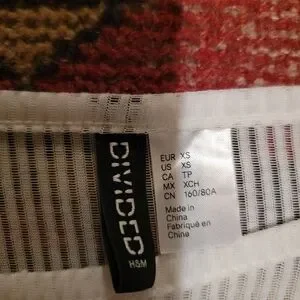 DIVIDED
H&M
EUR XS
US XS
CA TP
MX XCH
CN 160/80A
Made in
China
Fabriqué en
Chine